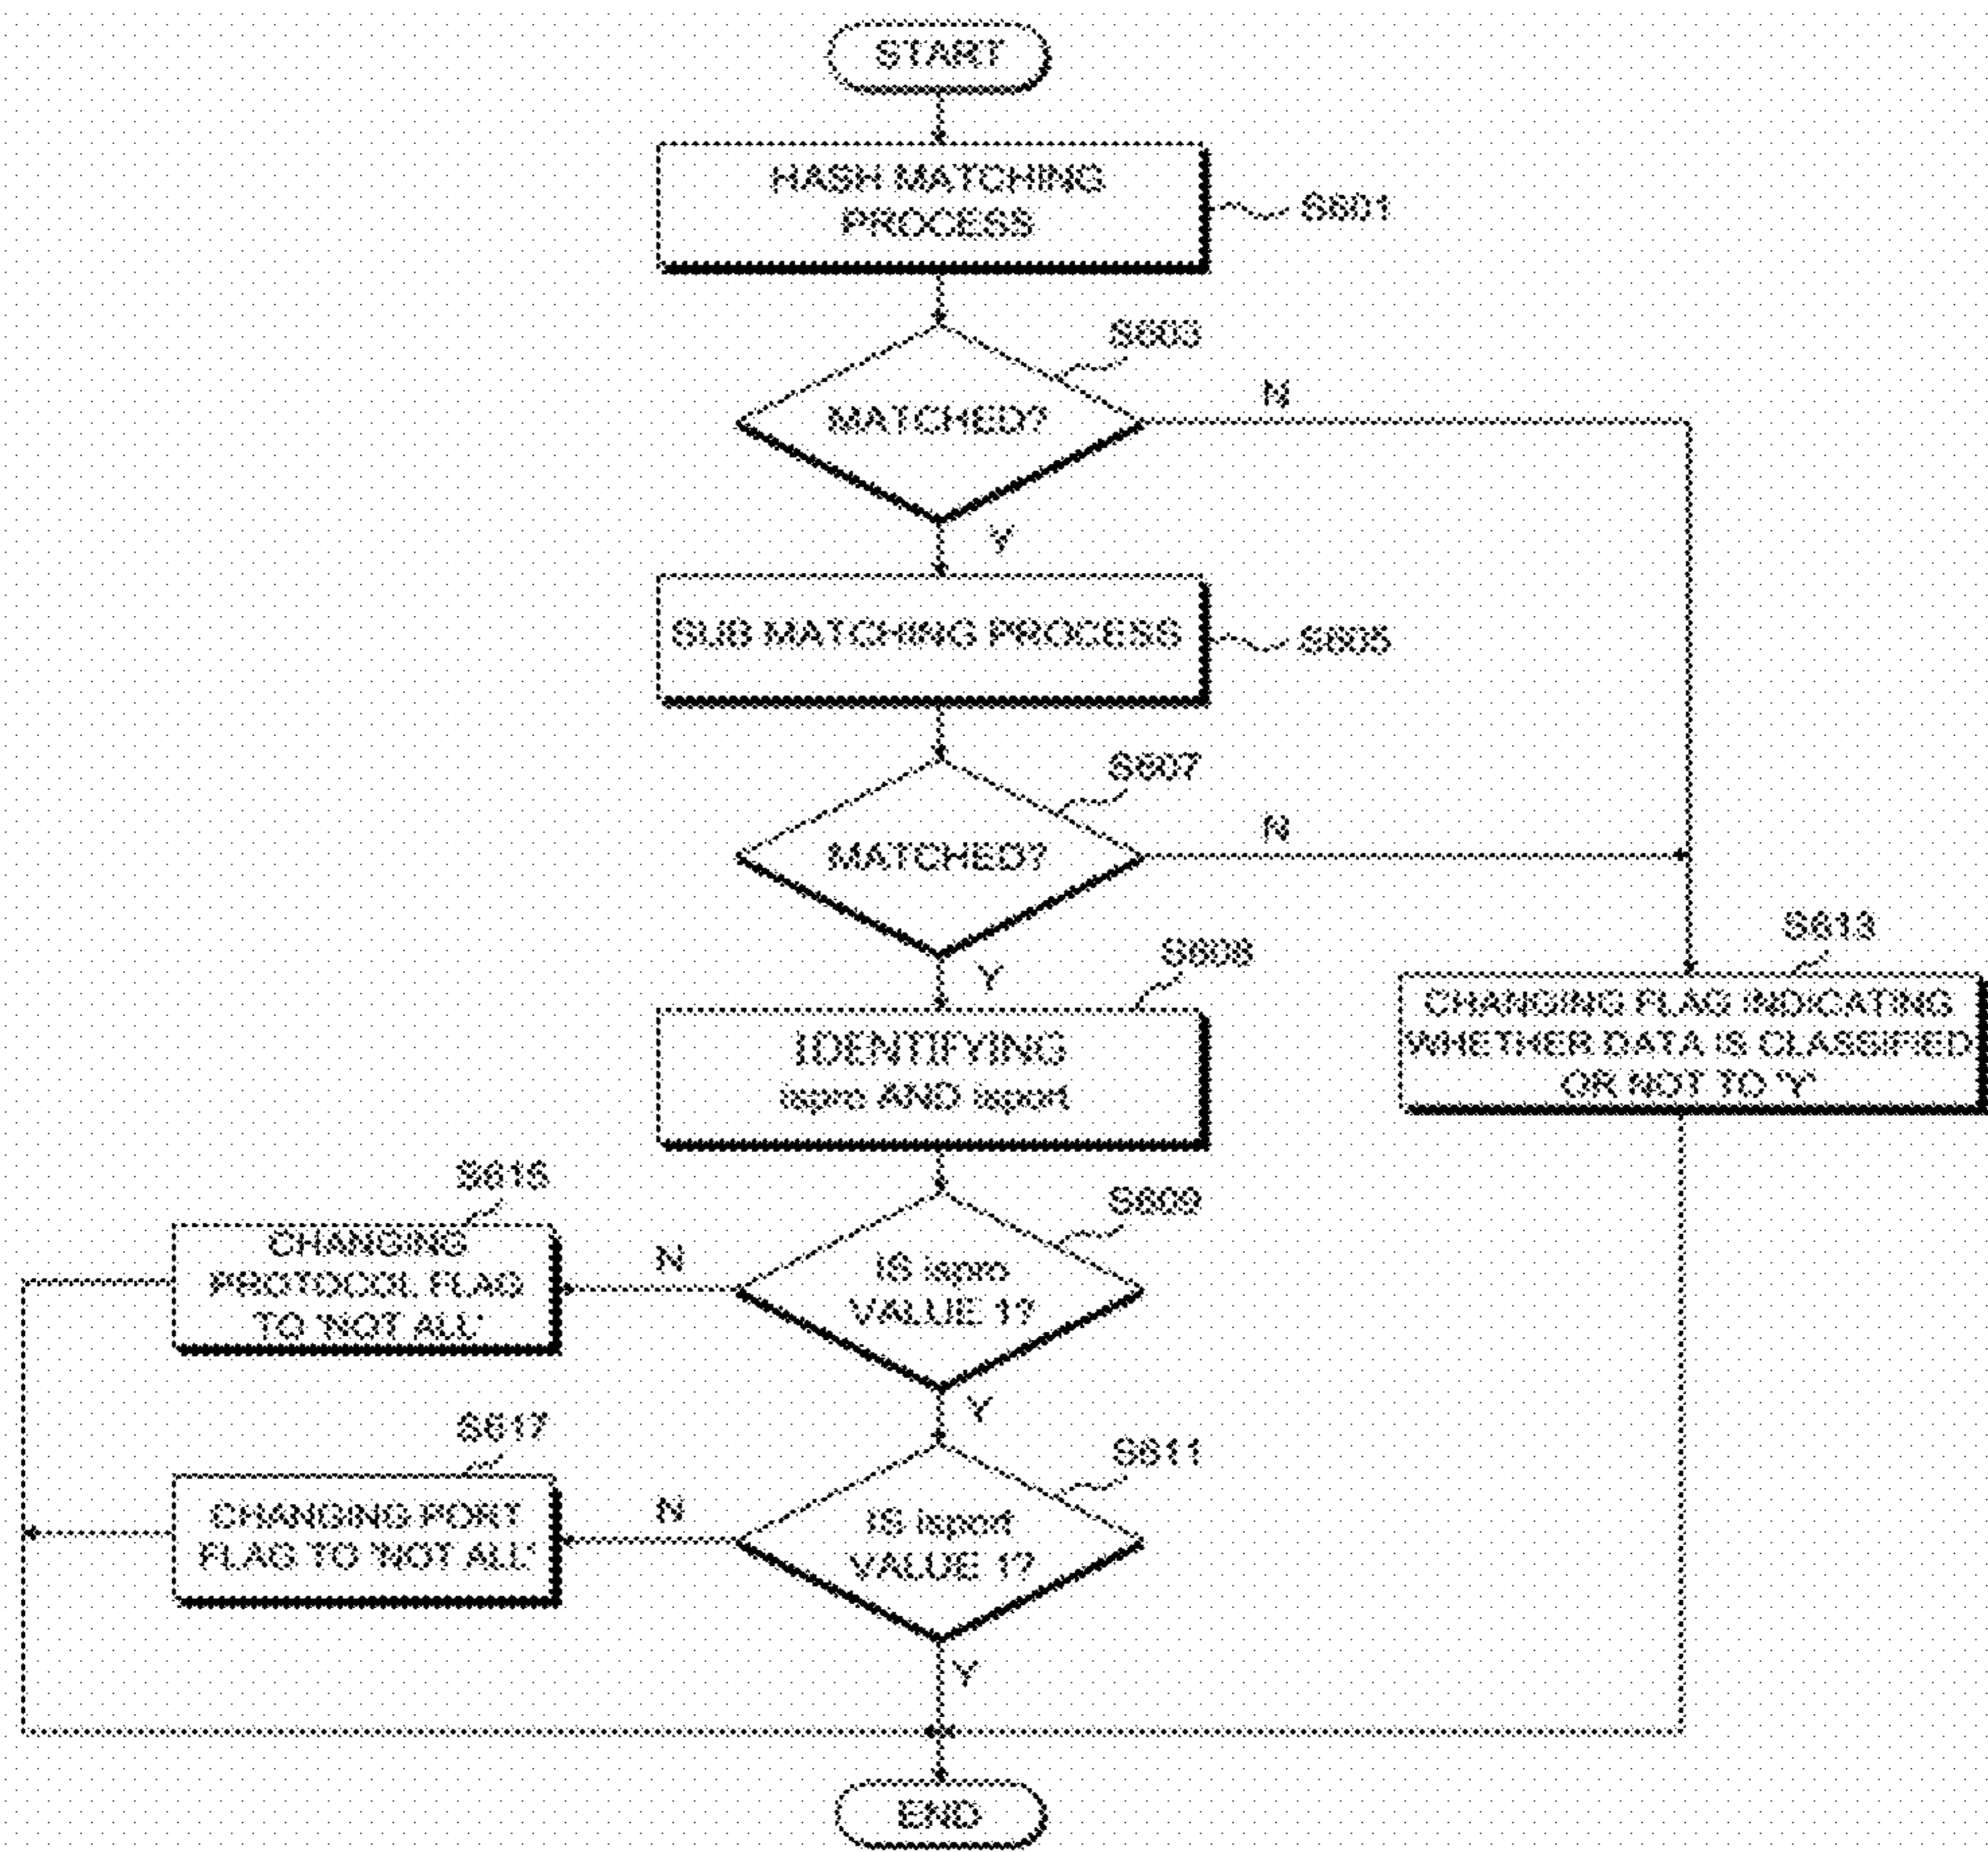 START
HASH MATCHING
PROCESS
S601
S603
MATCHED?
N
Y
SUB MATCHING PROCESS
S605
S607
MATCHED?
N
Y
S608
IDENTIFYING
ispro AND isport
S613
CHANGING FLAG INDICATING
WHETHER DATA IS CLASSIFIED
OR NOT TO 'Y'
S615
CHANGING
PROTOCOL FLAG
TO 'NOT ALL'
N
S609
IS ispro
VALUE 1?
Y
S617
CHANGING PORT
FLAG TO 'NOT ALL'
N
S611
IS isport
VALUE 1?
Y
END